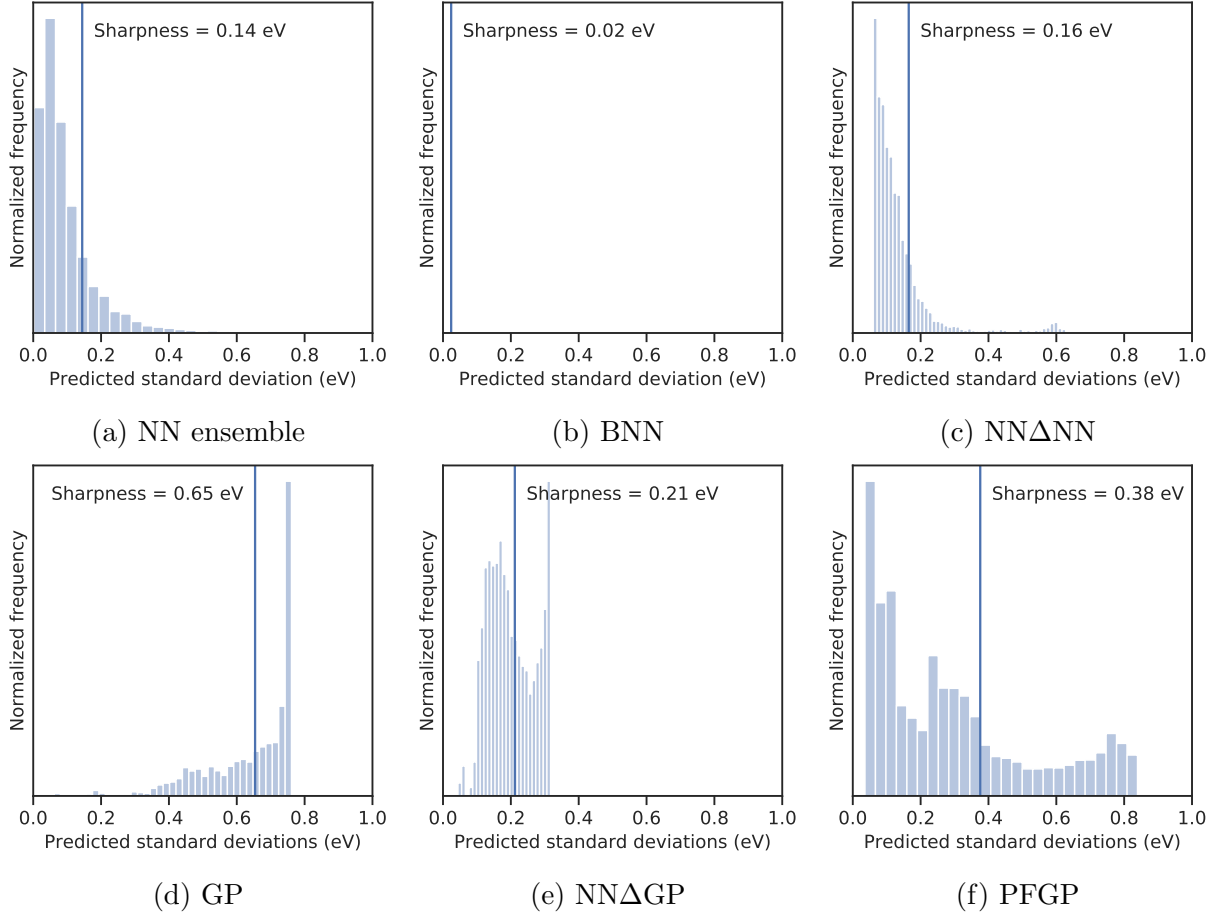 Sharpness = 0.14 eV
Normalized frequency
0.0 0.2 0.4 0.6 0.8 1.0
Predicted standard deviation (eV)
(a) NN ensemble
Sharpness = 0.02 eV
Normalized frequency
0.0 0.2 0.4 0.6 0.8 1.0
Predicted standard deviation (eV)
(b) BNN
Sharpness = 0.16 eV
Normalized frequency
0.0 0.2 0.4 0.6 0.8 1.0
Predicted standard deviations (eV)
(c) NNΔNN
Sharpness = 0.65 eV
Normalized frequency
0.0 0.2 0.4 0.6 0.8 1.0
Predicted standard deviations (eV)
(d) GP
Sharpness = 0.21 eV
Normalized frequency
0.0 0.2 0.4 0.6 0.8 1.0
Predicted standard deviations (eV)
(e) NNΔGP
Sharpness = 0.38 eV
Normalized frequency
0.0 0.2 0.4 0.6 0.8 1.0
Predicted standard deviations (eV)
(f) PFGP